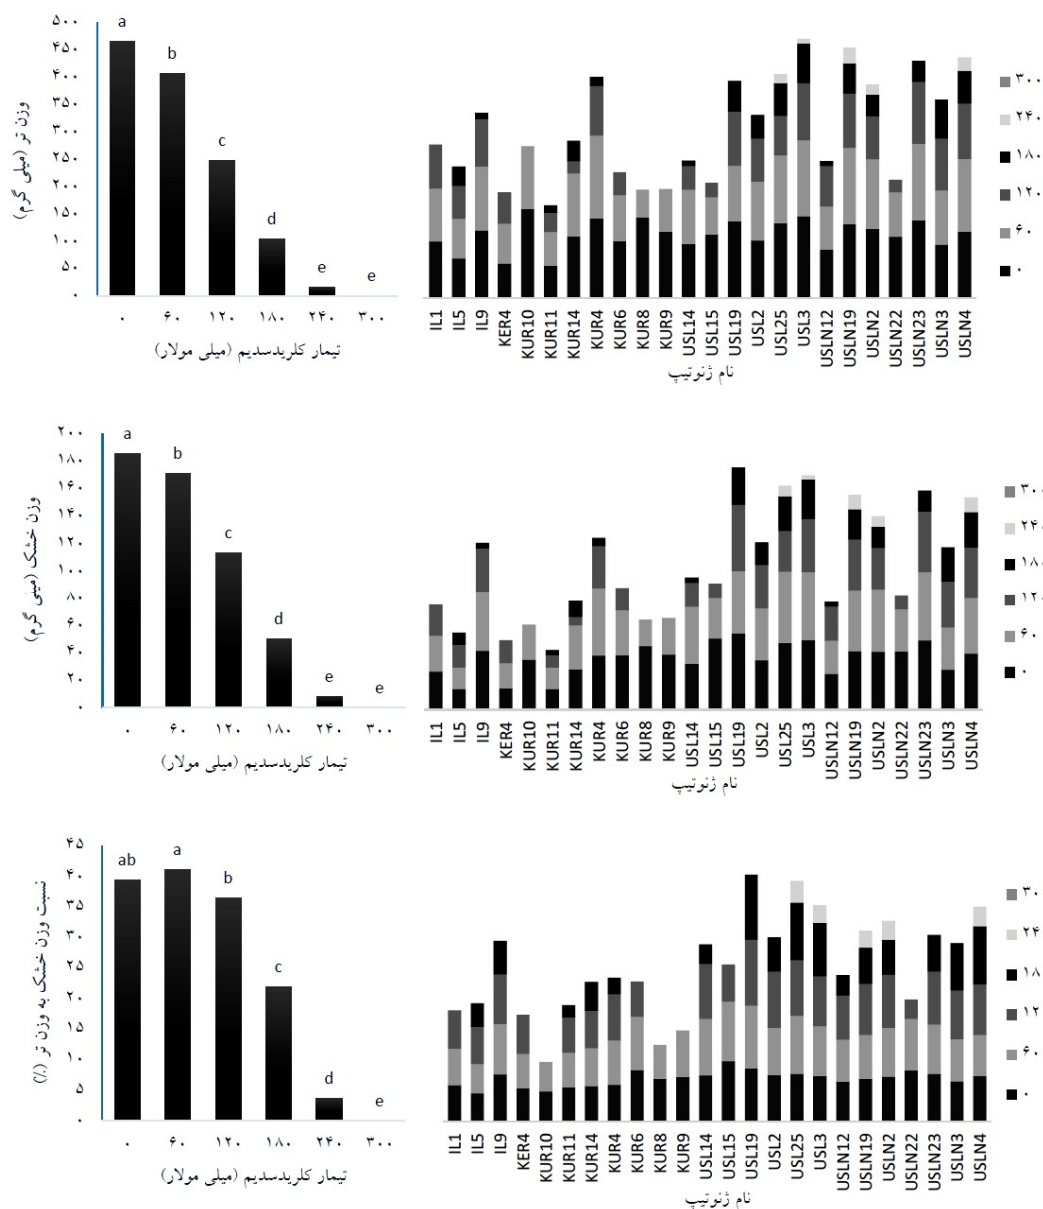 ۵۰۰
۴۵۰
۴۰۰
۳۵۰
۳۰۰
۲۵۰
۲۰۰
۱۵۰
۱۰۰
۵۰
۰
وزن تر (میلی گرم)
a
b
c
d
e
e
۰ ۶۰ ۱۲۰ ۱۸۰ ۲۴۰ ۳۰۰
تیمار کلریدسدیم (میلی مولار)
IL1 IL5 IL9 KER4 KUR10 KUR11 KUR14 KUR4 KUR6 KUR8 KUR9 USL14 USL15 USL19 USL2 USL25 USL3 USLN12 USLN19 USLN2 USLN22 USLN23 USLN3 USLN4
نام ژنوتیپ
۳۰۰
۲۴۰
۱۸۰
۱۲۰
۶۰
۰
۲۰۰
۱۸۰
۱۶۰
۱۴۰
۱۲۰
۱۰۰
۸۰
۶۰
۴۰
۲۰
۰
وزن خشک (میلی گرم)
a
b
c
d
e
e
۰ ۶۰ ۱۲۰ ۱۸۰ ۲۴۰ ۳۰۰
تیمار کلریدسدیم (میلی مولار)
IL1 IL5 IL9 KER4 KUR10 KUR11 KUR14 KUR4 KUR6 KUR8 KUR9 USL14 USL15 USL19 USL2 USL25 USL3 USLN12 USLN19 USLN2 USLN22 USLN23 USLN3 USLN4
نام ژنوتیپ
۳۰۰
۲۴۰
۱۸۰
۱۲۰
۶۰
۰
۴۵
۴۰
۳۵
۳۰
۲۵
۲۰
۱۵
۱۰
۵
۰
نسبت وزن خشک به وزن تر (٪)
ab
a
b
c
d
e
۰ ۶۰ ۱۲۰ ۱۸۰ ۲۴۰ ۳۰۰
تیمار کلریدسدیم (میلی مولار)
IL1 IL5 IL9 KER4 KUR10 KUR11 KUR14 KUR4 KUR6 KUR8 KUR9 USL14 USL15 USL19 USL2 USL25 USL3 USLN12 USLN19 USLN2 USLN22 USLN23 USLN3 USLN4
نام ژنوتیپ
۳۰
۲۴
۱۸
۱۲
۶۰
۰